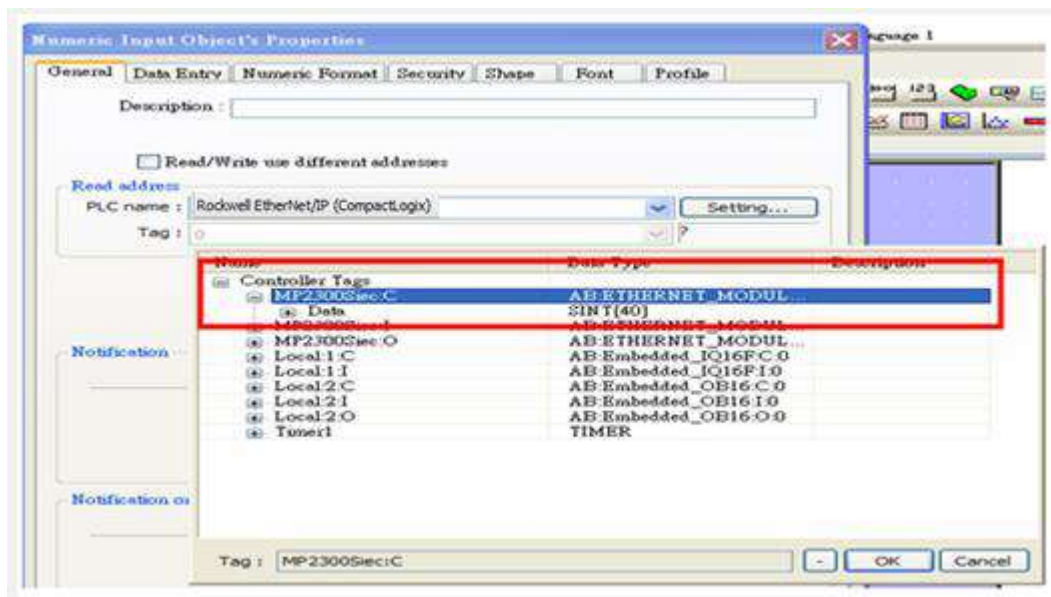 Numeric Input Object's Properties
General Data Entry Numeric Format Security Shape Font Profile
Description :
Read/Write use different addresses
Read address
PLC name : Rockwell EtherNet/IP (CompactLogix) Setting...
Tag : 0 ?
Name Data Type Description
Controller Tags
MP2300Siec:C AB:ETHERNET_MODUL...
Data SINT[40]
MP2300Siec:I AB:ETHERNET_MODUL...
MP2300Siec:O AB:ETHERNET_MODUL...
Local:1:C AB:Embedded_IQ16F:C:0
Local:1:I AB:Embedded_IQ16F:I:0
Local:2:C AB:Embedded_OB16:C:0
Local:2:I AB:Embedded_OB16:I:0
Local:2:O AB:Embedded_OB16:O:0
Timer1 TIMER
Notification
Notification on
Tag : MP2300Siec:C - OK Cancel